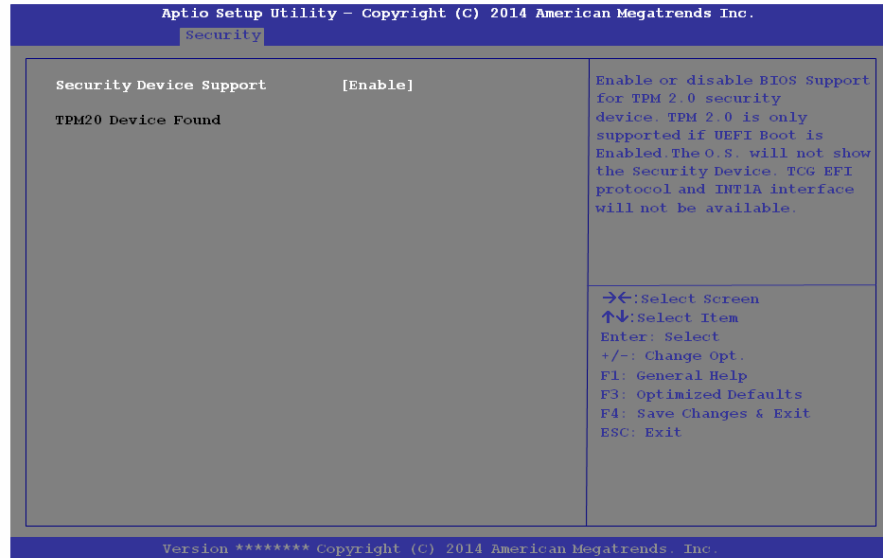 Aptio Setup Utility – Copyright (C) 2014 American Megatrends Inc.
Security
Security Device Support [Enable]
TPM20 Device Found
Enable or disable BIOS Support
for TPM 2.0 security
device. TPM 2.0 is only
supported if UEFI Boot is
Enabled.The O.S. will not show
the Security Device. TCG EFI
protocol and INT1A interface
will not be available.
→←:Select Screen
↑↓:Select Item
Enter: Select
+/-: Change Opt.
F1: General Help
F3: Optimized Defaults
F4: Save Changes & Exit
ESC: Exit
Version ******** Copyright (C) 2014 American Megatrends. Inc.